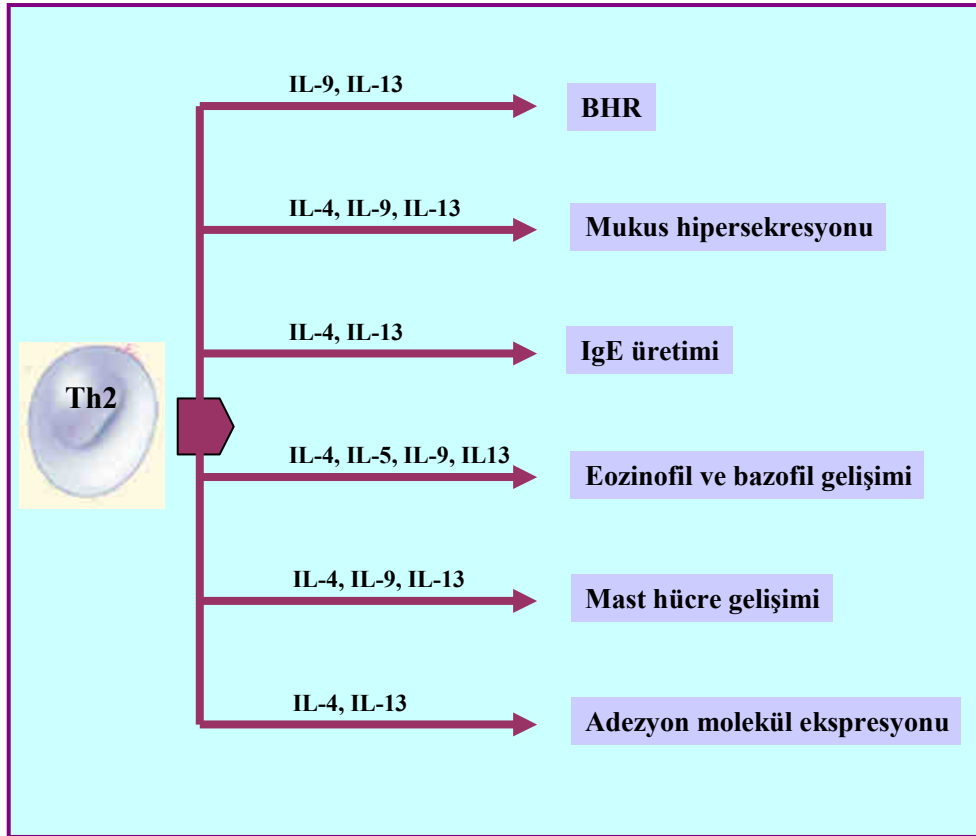 IL-9, IL-13
BHR
IL-4, IL-9, IL-13
Mukus hipersekresyonu
IL-4, IL-13
IgE üretimi
Th2
IL-4, IL-5, IL-9, IL13
Eozinofil ve bazofil gelişimi
IL-4, IL-9, IL-13
Mast hücre gelişimi
IL-4, IL-13
Adezyon molekül ekspresyonu